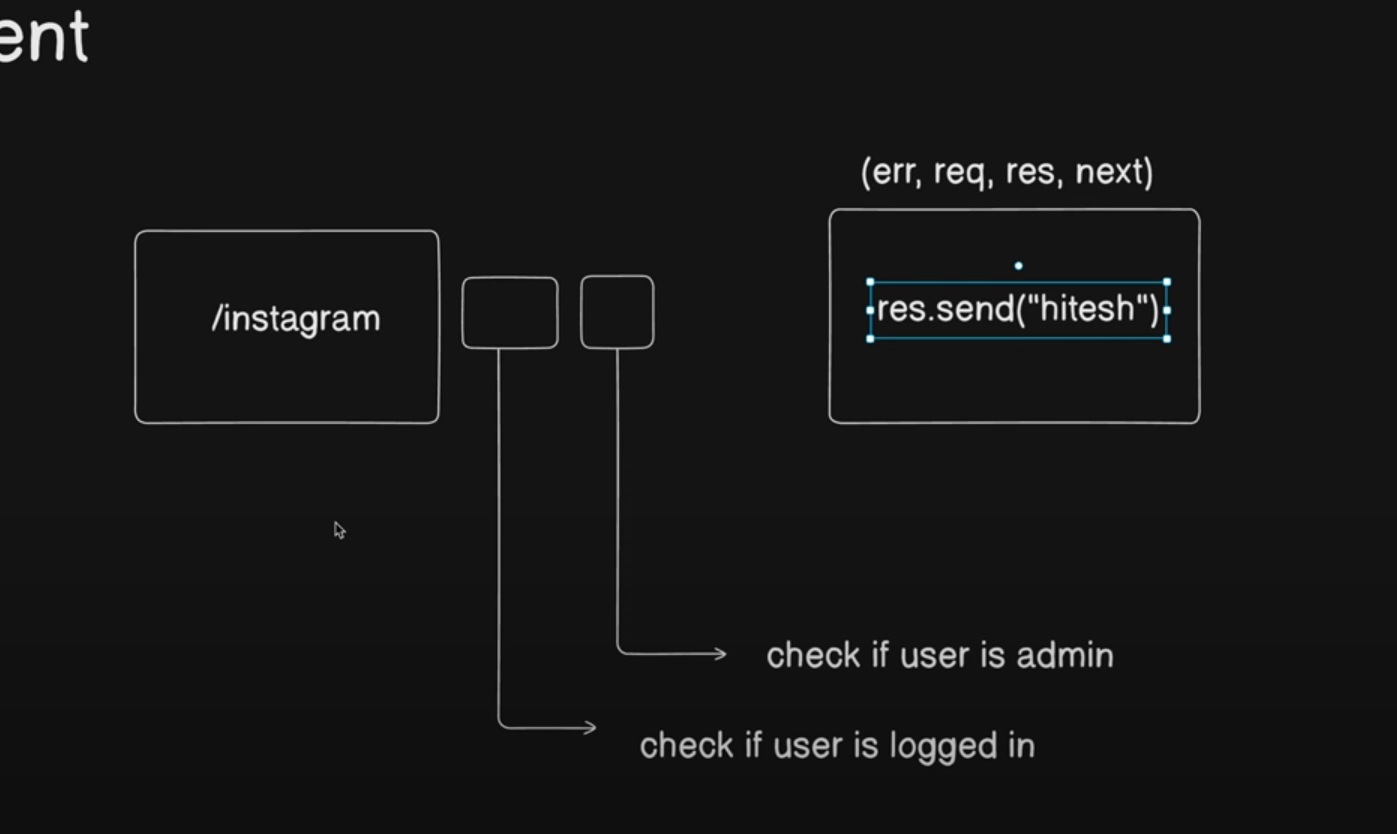 ent
(err, req, res, next)
/instagram
res.send("hitesh")
check if user is admin
check if user is logged in